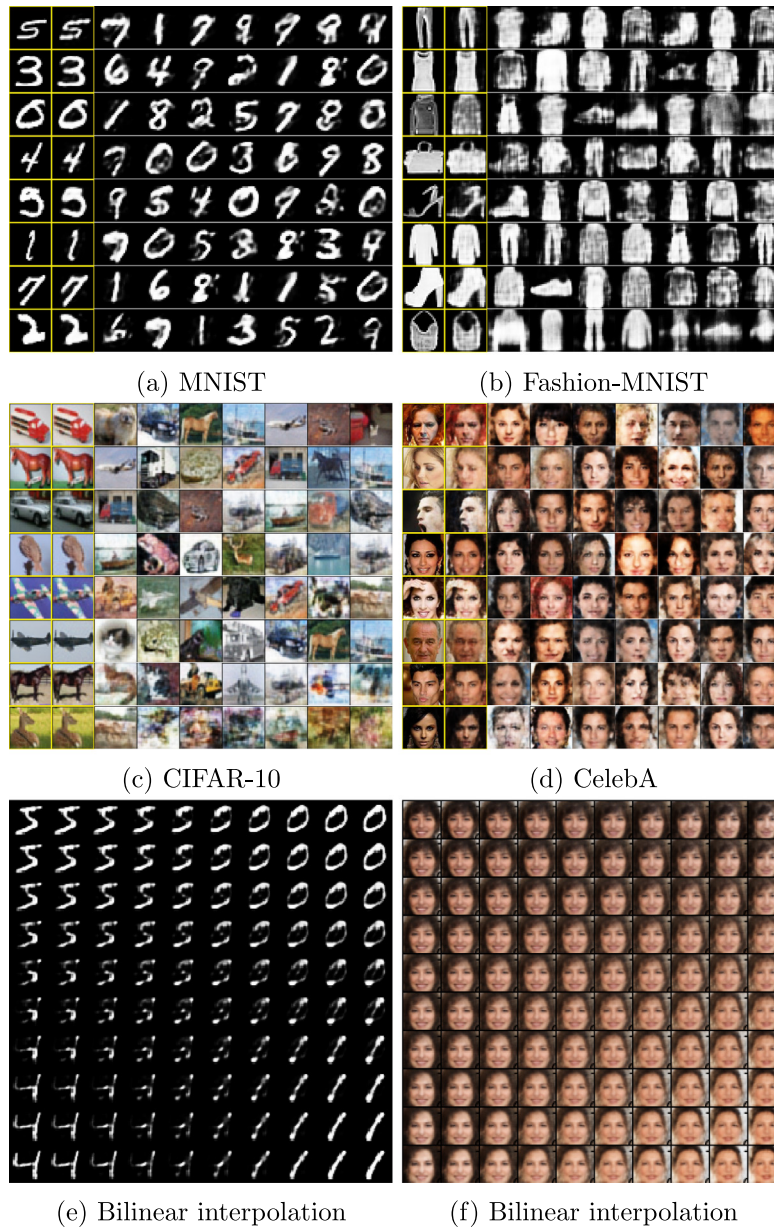 (a) MNIST
(b) Fashion-MNIST
(c) CIFAR-10
(d) CelebA
(e) Bilinear interpolation
(f) Bilinear interpolation